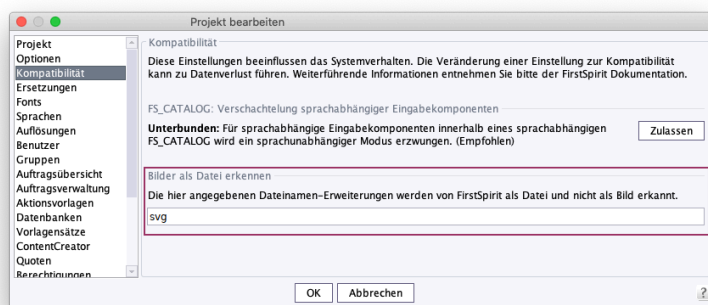 Projekt bearbeiten
Projekt
Optionen
Kompatibilität
Ersetzungen
Fonts
Sprachen
Auflösungen
Benutzer
Gruppen
Auftragsübersicht
Auftragsverwaltung
Aktionsvorlagen
Datenbanken
Vorlagensätze
ContentCreator
Quoten
Berechtigungen
Kompatibilität
Diese Einstellungen beeinflussen das Systemverhalten. Die Veränderung einer Einstellung zur Kompatibilität
kann zu Datenverlust führen. Weiterführende Informationen entnehmen Sie bitte der FirstSpirit Dokumentation.
FS_CATALOG: Verschachtelung sprachabhängiger Eingabekomponenten
Unterbunden: Für sprachabhängige Eingabekomponenten innerhalb eines sprachabhängigen
FS_CATALOG wird ein sprachunabhängiger Modus erzwungen. (Empfohlen)
Zulassen
Bilder als Datei erkennen
Die hier angegebenen Dateinamen-Erweiterungen werden von FirstSpirit als Datei und nicht als Bild erkannt.
svg
OK
Abbrechen
?